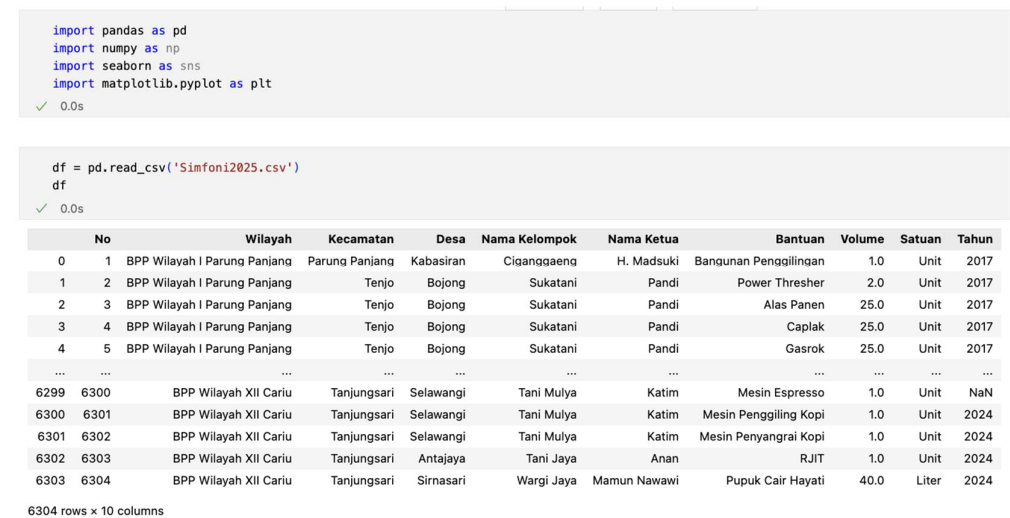 import pandas as pd
import numpy as np
import seaborn as sns
import matplotlib.pyplot as plt
✓ 0.0s
df = pd.read_csv('Simfoni2025.csv')
df
✓ 0.0s
No Wilayah Kecamatan Desa Nama Kelompok Nama Ketua Bantuan Volume Satuan Tahun
0 1 BPP Wilayah I Parung Panjang Parung Panjang Kabasiran Ciganggaeng H. Madsuki Bangunan Penggilingan 1.0 Unit 2017
1 2 BPP Wilayah I Parung Panjang Tenjo Bojong Sukatani Pandi Power Thresher 2.0 Unit 2017
2 3 BPP Wilayah I Parung Panjang Tenjo Bojong Sukatani Pandi Alas Panen 25.0 Unit 2017
3 4 BPP Wilayah I Parung Panjang Tenjo Bojong Sukatani Pandi Caplak 25.0 Unit 2017
4 5 BPP Wilayah I Parung Panjang Tenjo Bojong Sukatani Pandi Gasrok 25.0 Unit 2017
... ... ... ... ... ... ... ... ... ... ...
6299 6300 BPP Wilayah XII Cariu Tanjungsari Selawangi Tani Mulya Katim Mesin Espresso 1.0 Unit NaN
6300 6301 BPP Wilayah XII Cariu Tanjungsari Selawangi Tani Mulya Katim Mesin Penggiling Kopi 1.0 Unit 2024
6301 6302 BPP Wilayah XII Cariu Tanjungsari Selawangi Tani Mulya Katim Mesin Penyangrai Kopi 1.0 Unit 2024
6302 6303 BPP Wilayah XII Cariu Tanjungsari Antajaya Tani Jaya Anan RJIT 1.0 Unit 2024
6303 6304 BPP Wilayah XII Cariu Tanjungsari Sirnasari Wargi Jaya Mamun Nawawi Pupuk Cair Hayati 40.0 Liter 2024
6304 rows × 10 columns